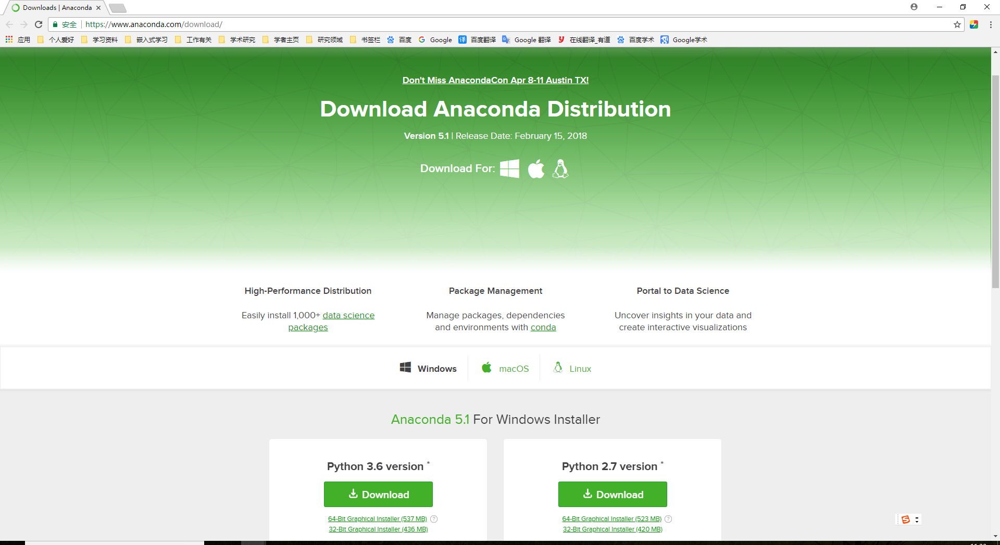 Downloads | Anaconda
安全 https://www.anaconda.com/download/
应用 个人爱好 学习资料 嵌入式学习 工作有关 学术研究 学者主页 研究领域 书签栏 百度 Google 百度翻译 Google 翻译 在线翻译_有道 百度学术 Google学术
Don't Miss AnacondaCon Apr 8-11 Austin TX!
Download Anaconda Distribution
Version 5.1 | Release Date: February 15, 2018
Download For:
High-Performance Distribution
Easily install 1,000+ data science
packages
Package Management
Manage packages, dependencies
and environments with conda
Portal to Data Science
Uncover insights in your data and
create interactive visualizations
Windows macOS Linux
Anaconda 5.1 For Windows Installer
Python 3.6 version *
Download
64-Bit Graphical Installer (537 MB) ?
32-Bit Graphical Installer (436 MB)
Python 2.7 version *
Download
64-Bit Graphical Installer (523 MB) ?
32-Bit Graphical Installer (420 MB)